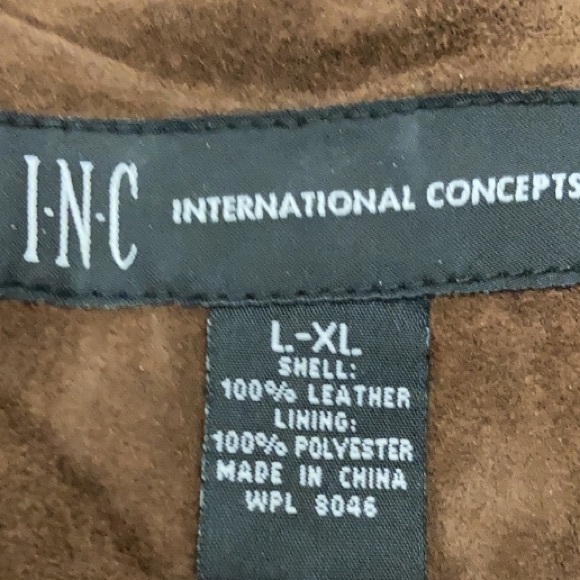 I·N·C INTERNATIONAL CONCEPTS
L-XL
SHELL:
100% LEATHER
LINING:
100% POLYESTER
MADE IN CHINA
WPL 8046